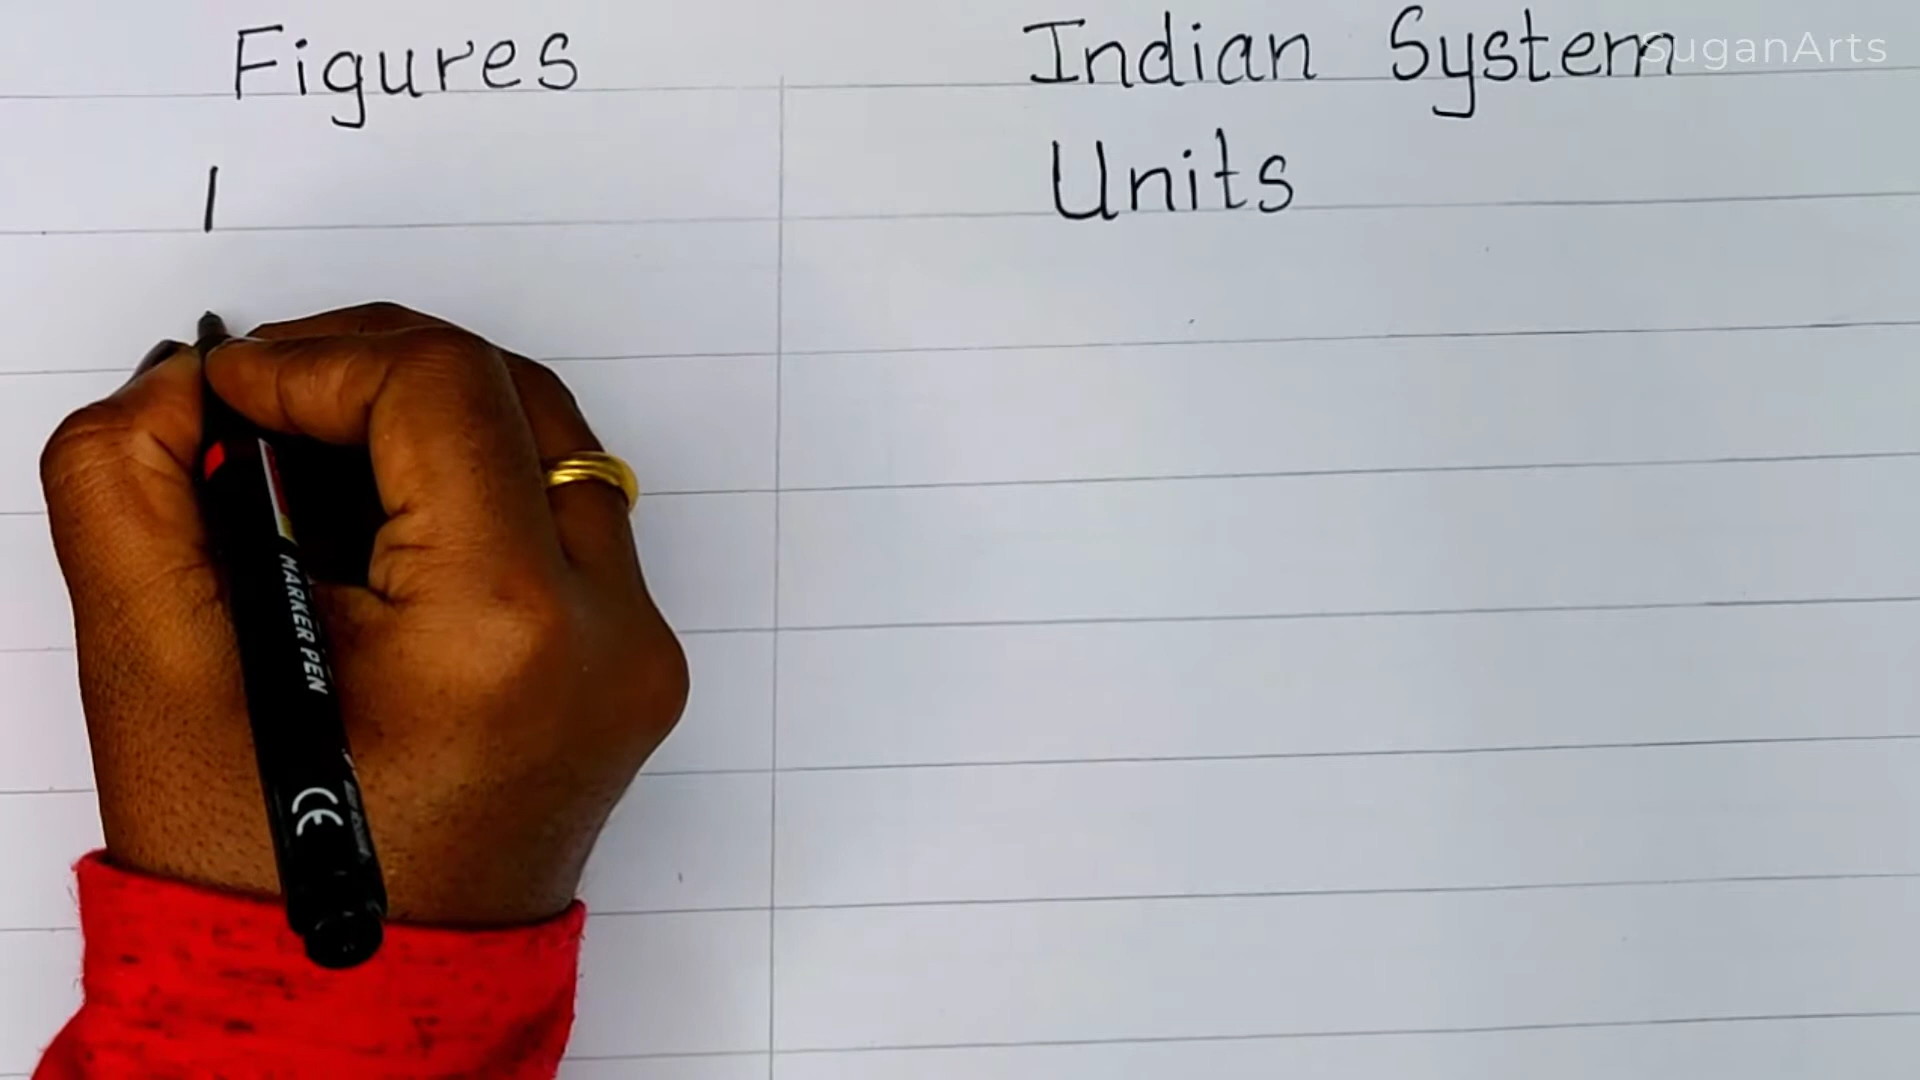 Figures Indian System
SuganArts
1 Units
MARKER PEN
CE